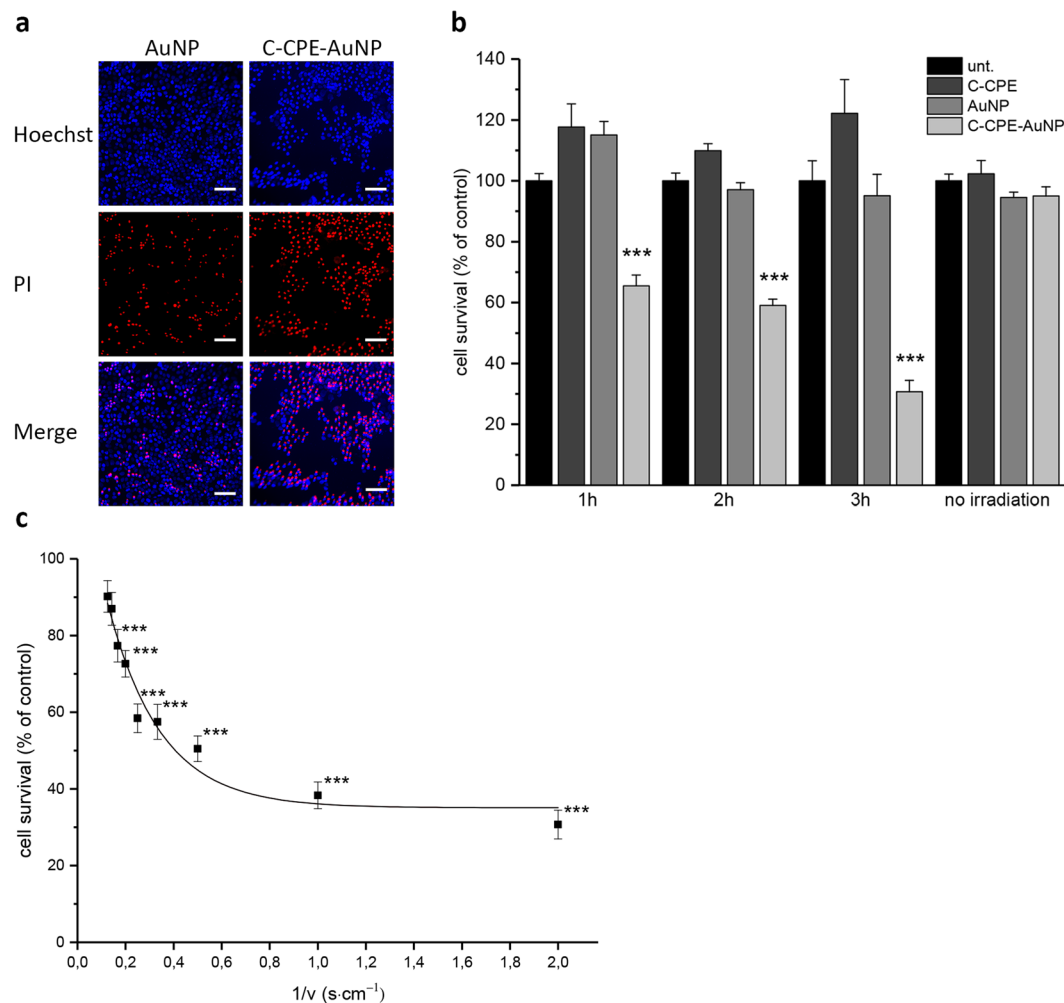 a
AuNP C-CPE-AuNP
Hoechst
PI
Merge
b
140
120
100
80
60
40
20
0
cell survival (% of control)
unt.
C-CPE
AuNP
C-CPE-AuNP
***
***
***
1h 2h 3h no irradiation
c
100
80
60
40
20
0
cell survival (% of control)
***
***
***
***
***
***
***
0,0 0,2 0,4 0,6 0,8 1,0 1,2 1,4 1,6 1,8 2,0
1/v (s·cm⁻¹)